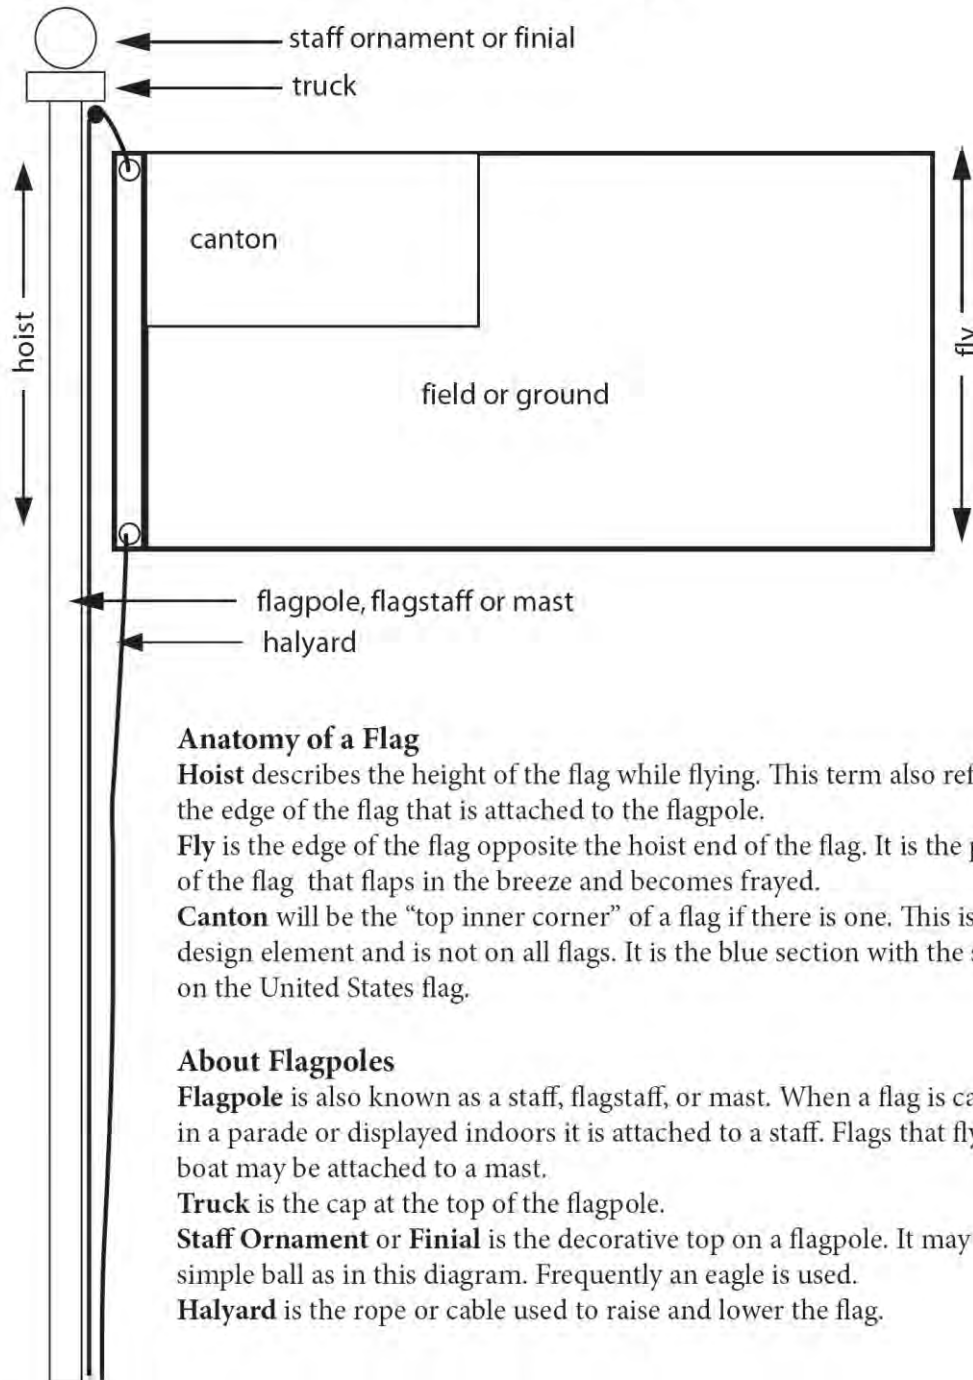 staff ornament or finial
truck
canton
hoist
fly
field or ground
flagpole, flagstaff or mast
halyard
Anatomy of a Flag
Hoist describes the height of the flag while flying. This term also
the edge of the flag that is attached to the flagpole.
Fly is the edge of the flag opposite the hoist end of the flag. It is the
of the flag that flaps in the breeze and becomes frayed.
Canton will be the “top inner corner” of a flag if there is one. This is
design element and is not on all flags. It is the blue section with the
on the United States flag.
About Flagpoles
Flagpole is also known as a staff, flagstaff, or mast. When a flag is
in a parade or displayed indoors it is attached to a staff. Flags that fly
boat may be attached to a mast.
Truck is the cap at the top of the flagpole.
Staff Ornament or Finial is the decorative top on a flagpole. It may
simple ball as in this diagram. Frequently an eagle is used.
Halyard is the rope or cable used to raise and lower the flag.